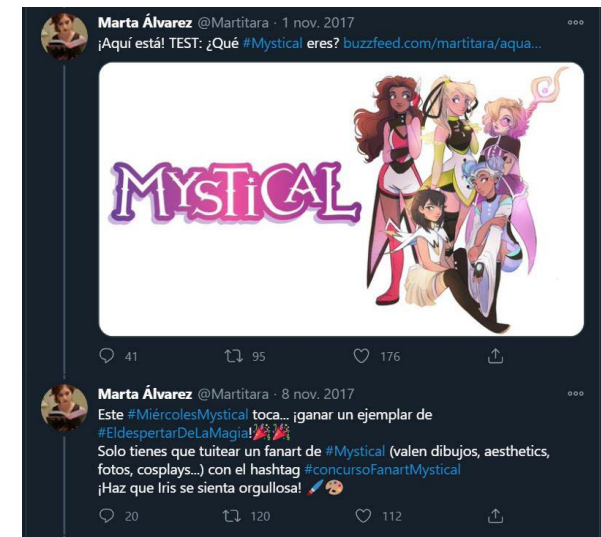 Marta Álvarez @Martitara · 1 nov. 2017
¡Aquí está! TEST: ¿Qué #Mystical eres? buzzfeed.com/martitara/aqua...
MYSTICAL
41 95 176
Marta Álvarez @Martitara · 8 nov. 2017
Este #MiércolesMystical toca... ¡ganar un ejemplar de
#EldespertarDeLaMagia!🎉🎉
Solo tienes que tuitear un fanart de #Mystical (valen dibujos, aesthetics,
fotos, cosplays...) con el hashtag #concursoFanartMystical
¡Haz que Iris se sienta orgullosa! 🖌️🎨
20 120 112